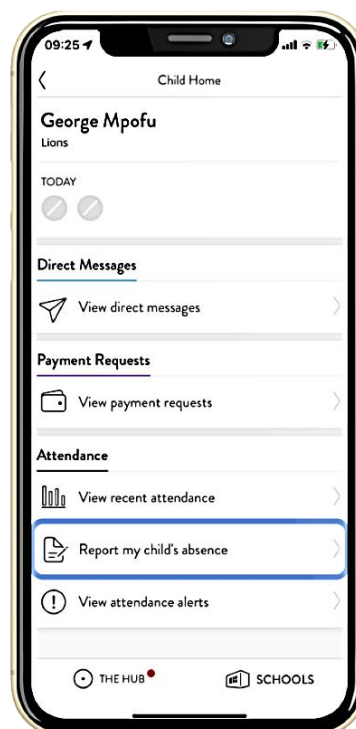 09:25
Child Home
George Mpofu
Lions
TODAY
Direct Messages
View direct messages
Payment Requests
View payment requests
Attendance
View recent attendance
Report my child's absence
View attendance alerts
THE HUB
SCHOOLS